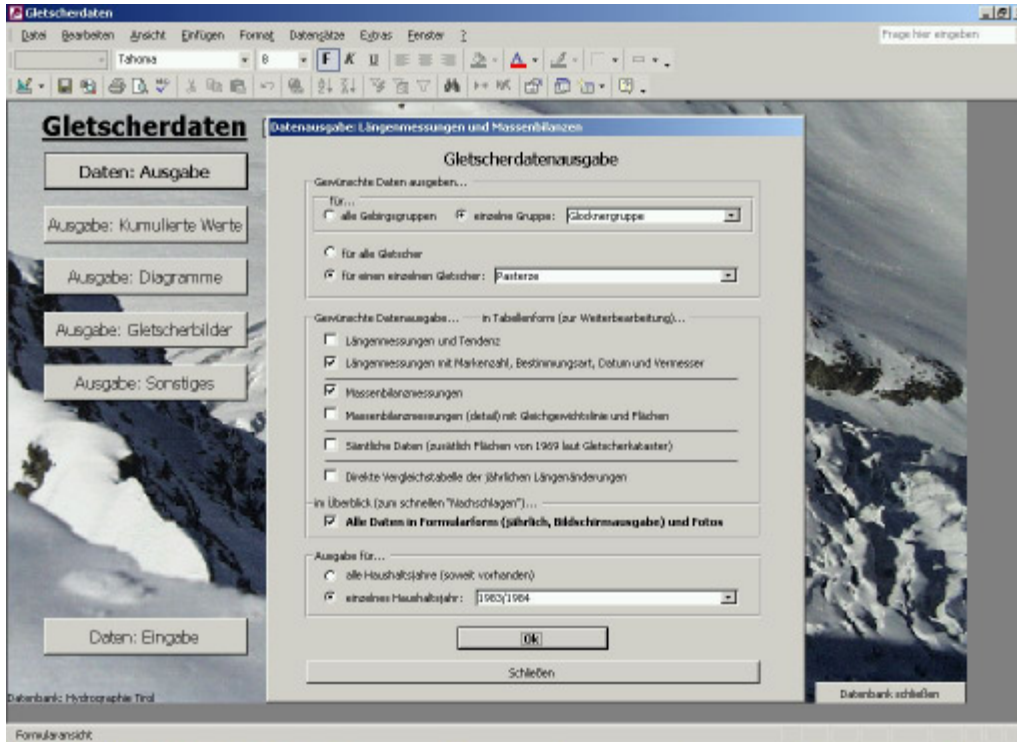 Gletscherdaten
Datei Bearbeiten Ansicht Einfügen Format Datensätze Extras Fenster ?
Frage hier eingeben
Tahoma 8 F K U
Gletscherdaten
Daten: Ausgabe
Ausgabe: Kumulierte Werte
Ausgabe: Diagramme
Ausgabe: Gletscherbilder
Ausgabe: Sonstiges
Daten: Eingabe
Datenbank: Hydrographie Tirol
Datenausgabe: Längenmessungen und Massenbilanzen
Gletscherdatenausgabe
Gewünschte Daten ausgeben...
für...
alle Gebirgsgruppen einzelne Gruppe: Glocknergruppe
für alle Gletscher
für einen einzelnen Gletscher: Pasterze
Gewünschte Datenausgabe... in Tabellenform (zur Weiterbearbeitung)...
Längenmessungen und Tendenz
Längenmessungen mit Markenzahl, Bestimmungsart, Datum und Vermesser
Massenbilanzmessungen
Massenbilanzmessungen (detail) mit Gleichgewichtslinie und Flächen
Sämtliche Daten (zusätlich Flächen von 1969 laut Gletscherkataster)
Direkte Vergleichstabelle der jährlichen Längenänderungen
im Überblick (zum schnellen "Nachschlagen")...
Alle Daten in Formularform (jährlich, Bildschirmausgabe) und Fotos
Ausgabe für...
alle Haushaltsjahre (soweit vorhanden)
einzelnes Haushaltsjahr: 1983/1984
Ok
Schließen
Datenbank schließen
Formularansicht